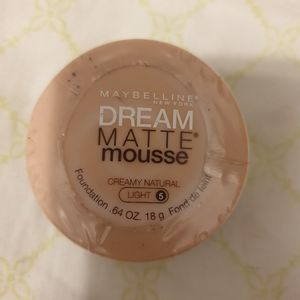 MAYBELLINE®
NEW YORK
DREAM
MATTE®
mousse
CREAMY NATURAL
LIGHT 5
Foundation .64 OZ. 18 g Fond de teint